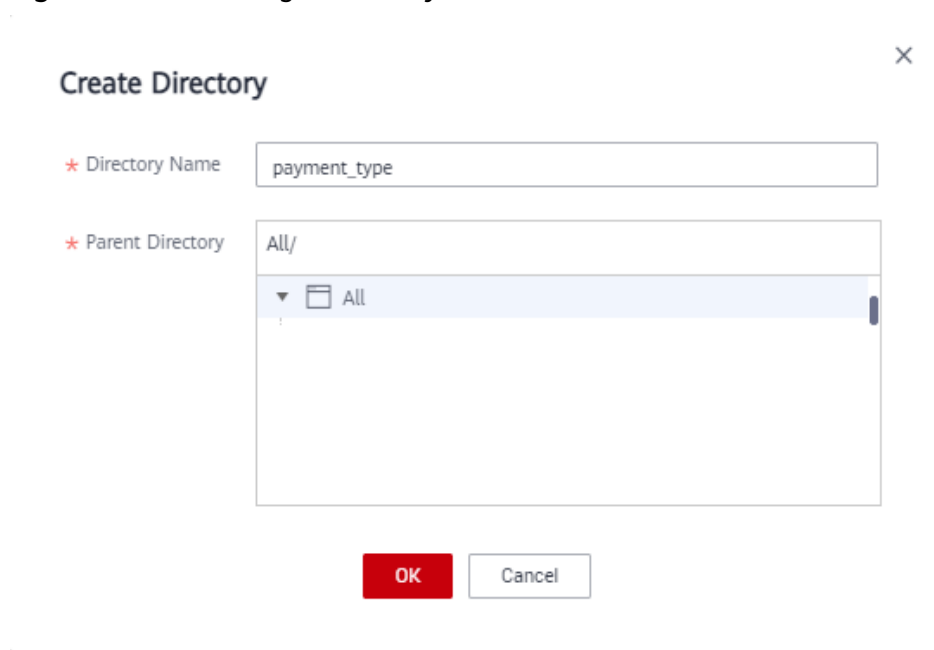 Create Directory
* Directory Name
payment_type
* Parent Directory
All/
All
OK Cancel